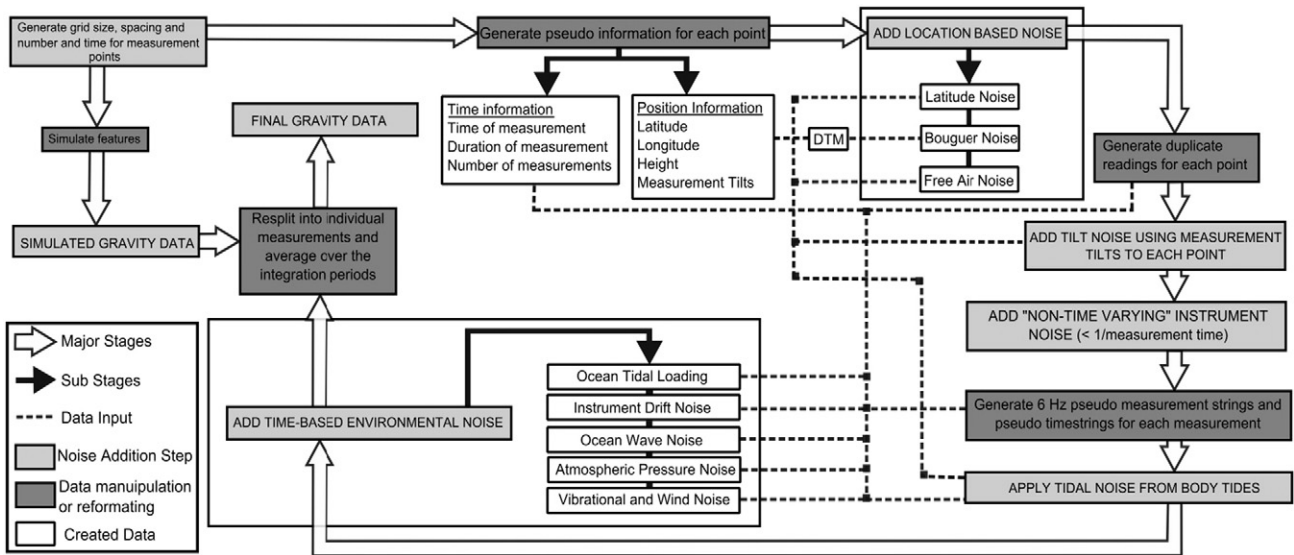 Generate grid size, spacing and
number and time for measurement
points
Generate pseudo information for each point
ADD LOCATION BASED NOISE
Time information
Time of measurement
Duration of measurement
Number of measurements
Position Information
Latitude
Longitude
Height
Measurement Tilts
DTM
Latitude Noise
Bouguer Noise
Free Air Noise
Generate duplicate
readings for each point
FINAL GRAVITY DATA
Simulate features
SIMULATED GRAVITY DATA
Resplit into individual
measurements and
average over the
integration periods
ADD TILT NOISE USING MEASUREMENT
TILTS TO EACH POINT
ADD "NON-TIME VARYING" INSTRUMENT
NOISE (< 1/measurement time)
Generate 6 Hz pseudo measurement strings and
pseudo timestrings for each measurement
APPLY TIDAL NOISE FROM BODY TIDES
ADD TIME-BASED ENVIRONMENTAL NOISE
Ocean Tidal Loading
Instrument Drift Noise
Ocean Wave Noise
Atmospheric Pressure Noise
Vibrational and Wind Noise
Major Stages
Sub Stages
Data Input
Noise Addition Step
Data manuipulation
or reformating
Created Data